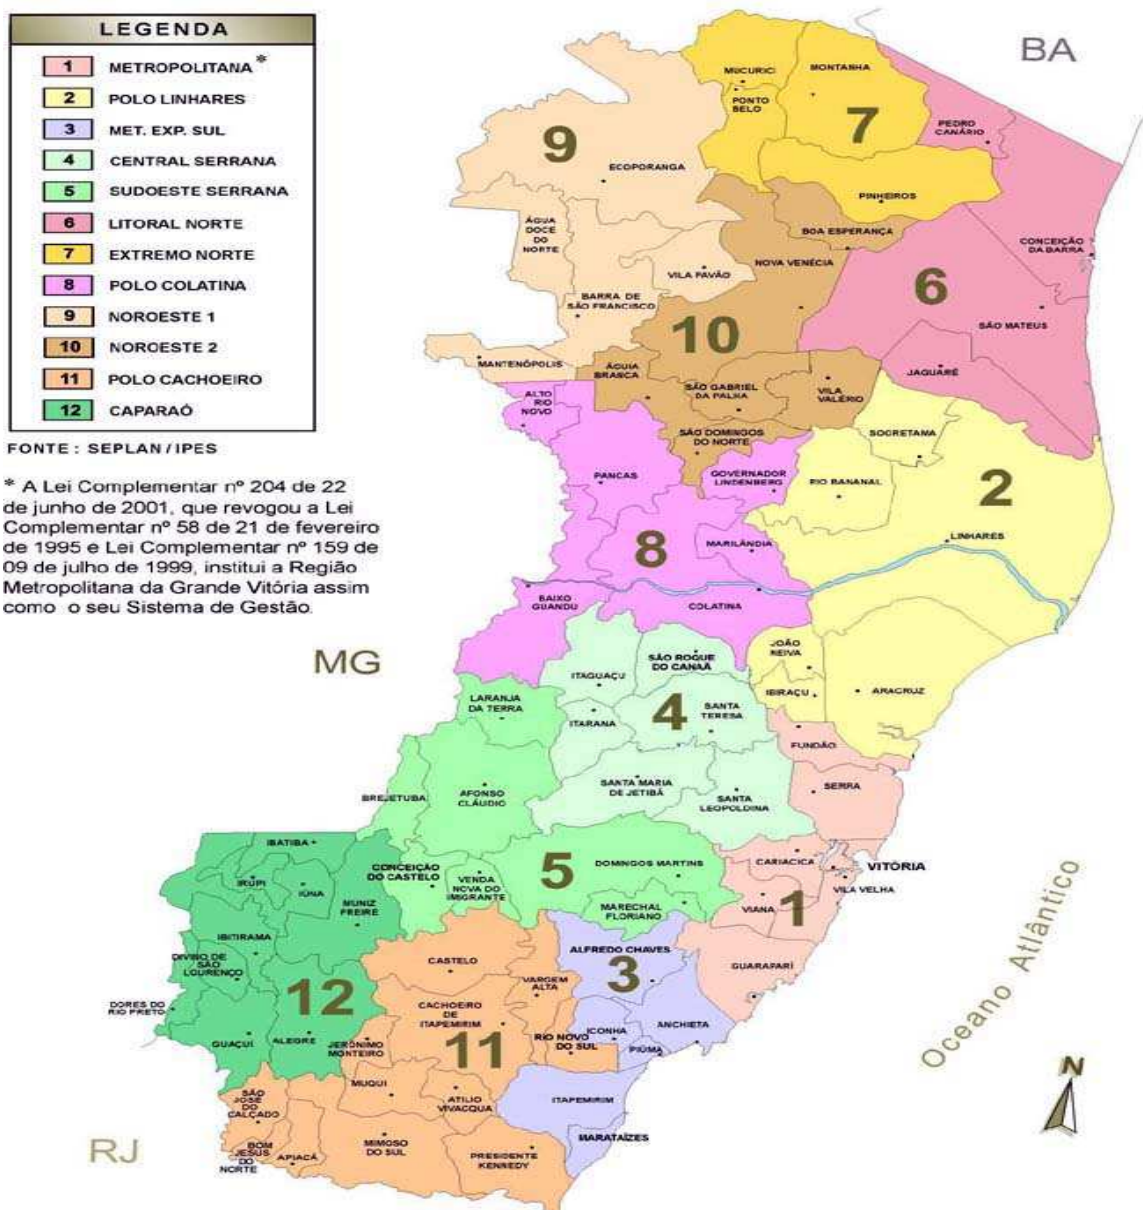 LEGENDA
1 METROPOLITANA *
2 POLO LINHARES
3 MET. EXP. SUL
4 CENTRAL SERRANA
5 SUDOESTE SERRANA
6 LITORAL NORTE
7 EXTREMO NORTE
8 POLO COLATINA
9 NOROESTE 1
10 NOROESTE 2
11 POLO CACHOEIRO
12 CAPARAÓ
FONTE : SEPLAN / IPES
* A Lei Complementar nº 204 de 22
de junho de 2001, que revogou a Lei
Complementar nº 58 de 21 de fevereiro
de 1995 e Lei Complementar nº 159 de
09 de julho de 1999, institui a Região
Metropolitana da Grande Vitória assim
como o seu Sistema de Gestão.
BA
MUCURICI
MONTANHA
PONTO
BELO
7
PEDRO
CANÁRIO
9
ECOPORANGA
PINHEIROS
ÁGUA
DOCE
DO
NORTE
BOA ESPERANÇA
CONCEIÇÃO
DA BARRA
NOVA VENÉCIA
VILA PAVÃO
6
BARRA DE
SÃO FRANCISCO
SÃO MATEUS
10
MANTENÓPOLIS
ÁGUIA
BRANCA
JAGUARÉ
SÃO GABRIEL
DA PALHA
VILA
VALÉRIO
ALTO
RIO
NOVO
SÃO DOMINGOS
DO NORTE
SOORETAMA
PANCAS
GOVERNADOR
LINDENBERG
RIO BANANAL
2
LINHARES
8
MARILÂNDIA
BAIXO
GUANDU
COLATINA
MG
JOÃO
NEIVA
SÃO ROQUE
DO CANAÃ
ITAGUAÇU
IBIRAÇU
ARACRUZ
LARANJA
DA TERRA
4
SANTA
TERESA
ITARANA
FUNDÃO
SANTA MARIA
DE JETIBÁ
SERRA
BREJETUBA
AFONSO
CLÁUDIO
SANTA
LEOPOLDINA
IBATIBA
CONCEIÇÃO
DO CASTELO
5
DOMINGOS MARTINS
CARIACICA
VITÓRIA
IRUPI
IÚNA
VENDA
NOVA DO
IMIGRANTE
VILA VELHA
MUNIZ
FREIRE
MARECHAL
FLORIANO
VIANA
1
IBITIRAMA
ALFREDO CHAVES
DIVINO DE
SÃO
LOURENÇO
CASTELO
GUARAPARÍ
3
VARGEM
ALTA
12
DORES DO
RIO PRETO
CACHOEIRO
DE
ITAPEMIRIM
ICONHA
ANCHIETA
GUAÇUÍ
ALEGRE
JERÔNIMO
MONTEIRO
11
RIO NOVO
DO SUL
PIÚMA
MUQUI
ATILIO
VIVACQUA
ITAPEMIRIM
SÃO
JOSÉ
DO
CALÇADO
MARATAÍZES
BOM
JESUS
DO
NORTE
APIACÁ
MIMOSO
DO SUL
PRESIDENTE
KENNEDY
RJ
Oceano Atlântico
N